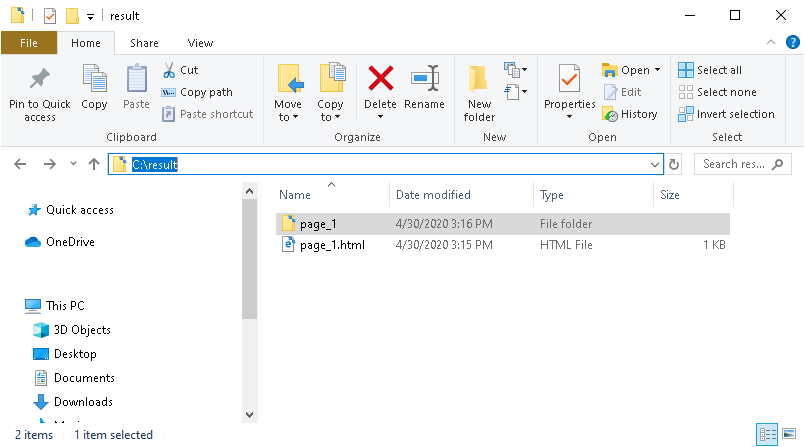 result
File Home Share View
Pin to Quick access
Copy
Paste
Cut
Copy path
Paste shortcut
Clipboard
Move to
Copy to
Delete
Rename
Organize
New folder
New
Properties
Open
Edit
History
Open
Select all
Select none
Invert selection
Select
C:\result
Search res...
Name Date modified Type Size
page_1 4/30/2020 3:16 PM File folder
page_1.html 4/30/2020 3:15 PM HTML File 1 KB
Quick access
OneDrive
This PC
3D Objects
Desktop
Documents
Downloads
2 items 1 item selected